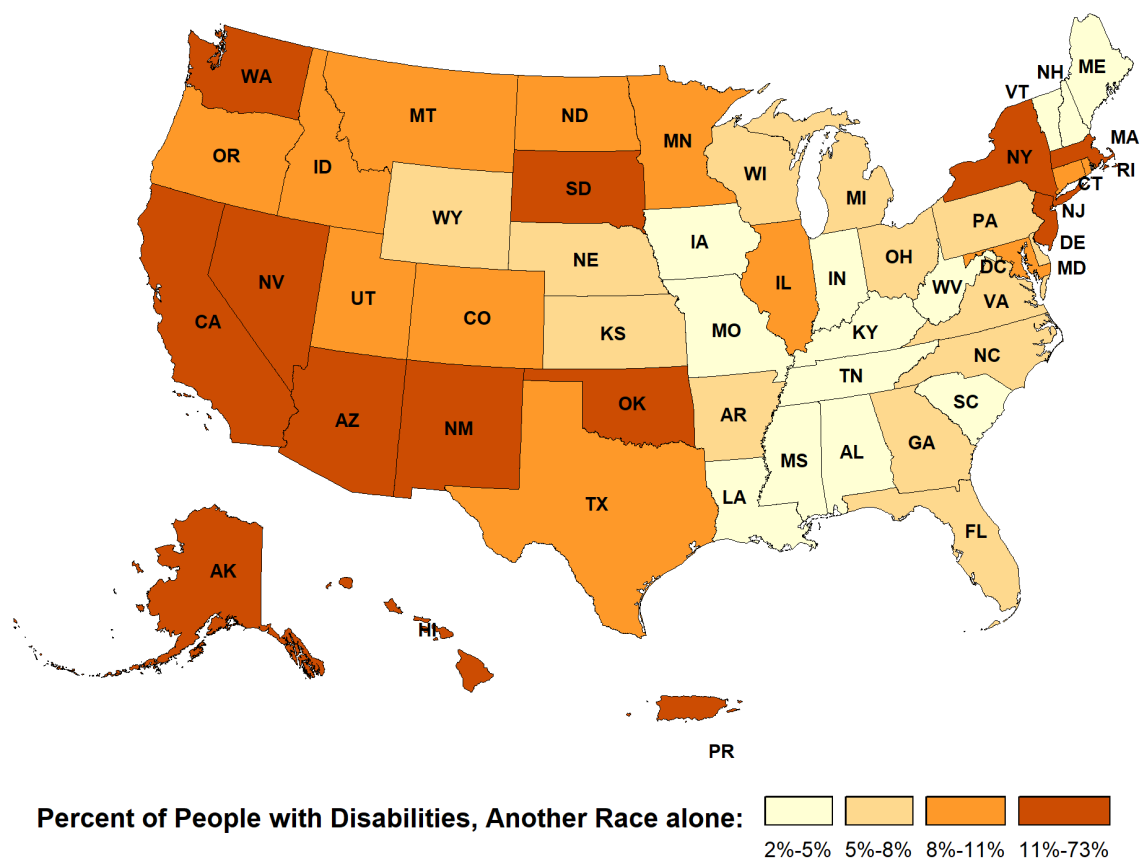 WA
MT
ND
MN
OR
ID
SD
WI
MI
NY
VT
NH
ME
MA
RI
CT
NJ
PA
WY
IA
NE
NV
UT
CO
IL
IN
OH
DE
MD
DC
WV
VA
CA
KS
MO
KY
NC
TN
AZ
NM
OK
AR
SC
GA
MS
AL
LA
TX
FL
AK
HI
PR
Percent of People with Disabilities, Another Race alone:
2%-5% 5%-8% 8%-11% 11%-73%